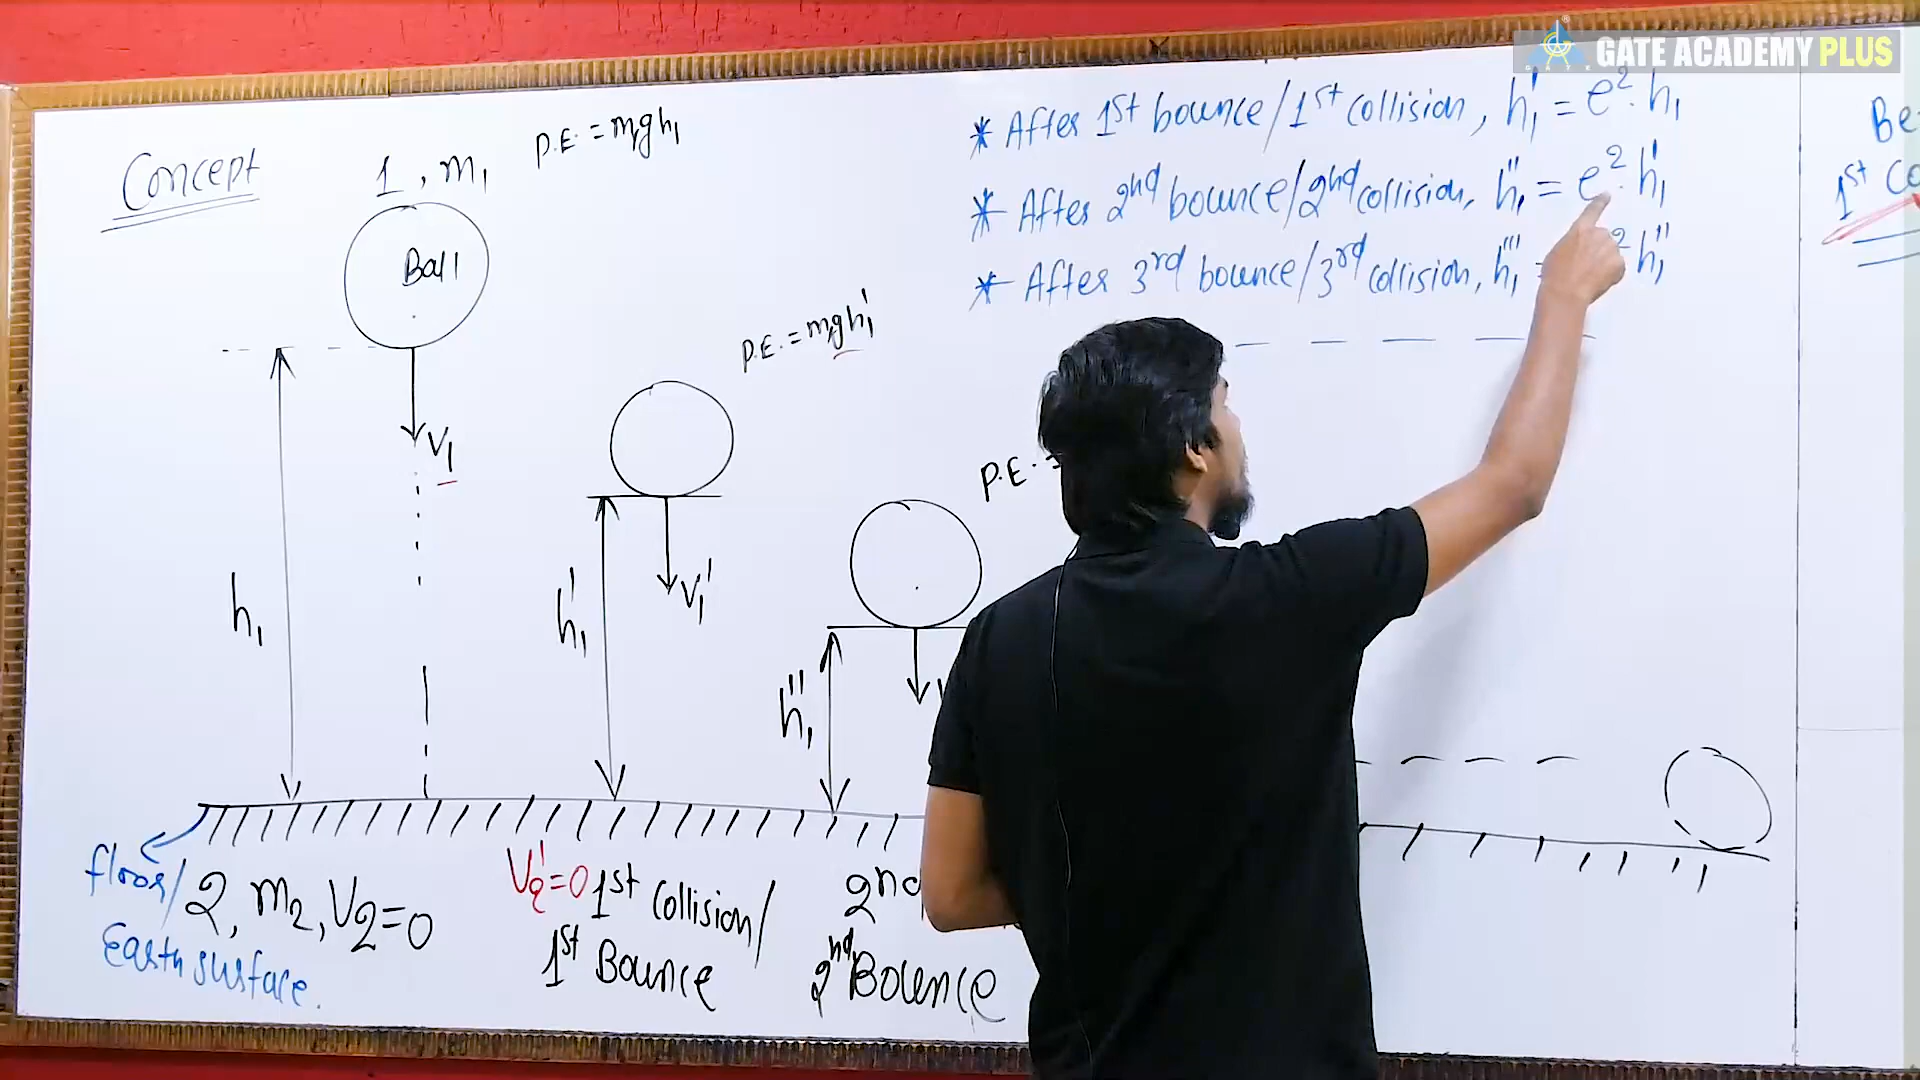 GATE ACADEMY PLUS
Concept
1, m₁
P.E. = mgh₁
Ball
V₁
h₁
* After 1st bounce/1st collision, h₁' = e². h₁
* After 2nd bounce/2nd collision, h₁'' = e². h₁'
* After 3rd bounce/3rd collision, h₁''' = ² h₁''
1st
P.E. = mgh₁'
V₁'
h₁'
P.E. =
h₁''
floor/
2, m₂, V₂=0
Earth surface.
V₂'=0 1st Collision/
1st Bounce
2nd
2nd Bounce